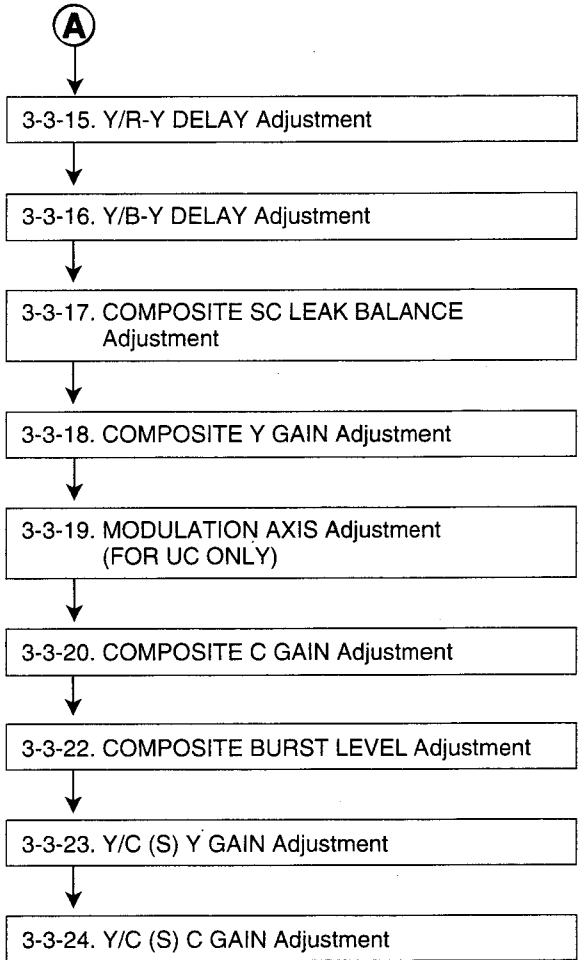 A
3-3-15. Y/R-Y DELAY Adjustment
3-3-16. Y/B-Y DELAY Adjustment
3-3-17. COMPOSITE SC LEAK BALANCE
Adjustment
3-3-18. COMPOSITE Y GAIN Adjustment
3-3-19. MODULATION AXIS Adjustment
(FOR UC ONLY)
3-3-20. COMPOSITE C GAIN Adjustment
3-3-22. COMPOSITE BURST LEVEL Adjustment
3-3-23. Y/C (S) Y GAIN Adjustment
3-3-24. Y/C (S) C GAIN Adjustment